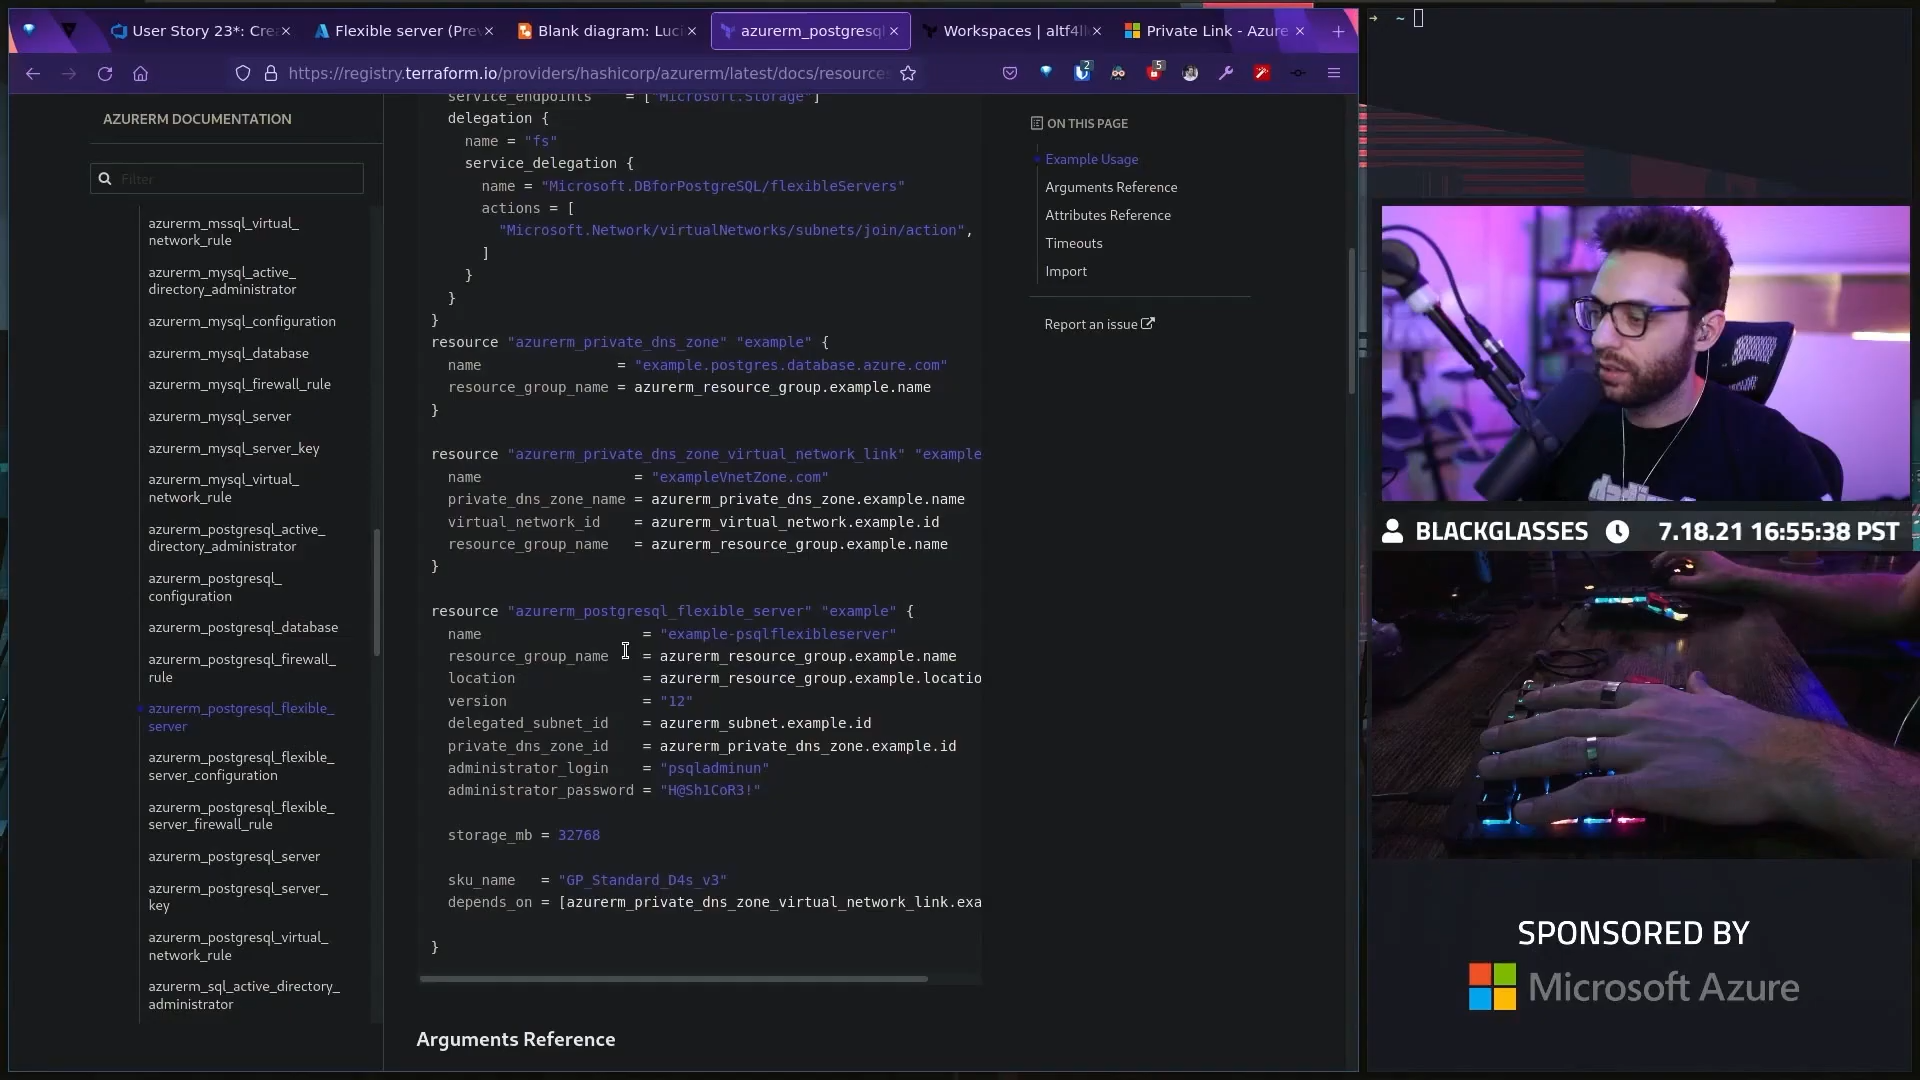 User Story 23*: Cre
Flexible server (Prev
Blank diagram: Luci
azurerm_postgresql
Workspaces | altf4ll
Private Link - Azure
https://registry.terraform.io/providers/hashicorp/azurerm/latest/docs/resource
2
5
→ ~
AZURERM DOCUMENTATION
Filter
azurerm_mssql_virtual_
network_rule
azurerm_mysql_active_
directory_administrator
azurerm_mysql_configuration
azurerm_mysql_database
azurerm_mysql_firewall_rule
azurerm_mysql_server
azurerm_mysql_server_key
azurerm_mysql_virtual_
network_rule
azurerm_postgresql_active_
directory_administrator
azurerm_postgresql_
configuration
azurerm_postgresql_database
azurerm_postgresql_firewall_
rule
azurerm_postgresql_flexible_
server
azurerm_postgresql_flexible_
server_configuration
azurerm_postgresql_flexible_
server_firewall_rule
azurerm_postgresql_server
azurerm_postgresql_server_
key
azurerm_postgresql_virtual_
network_rule
azurerm_sql_active_directory_
administrator
service_endpoints = ["Microsoft.Storage"]
delegation {
name = "fs"
service_delegation {
name = "Microsoft.DBforPostgreSQL/flexibleServers"
actions = [
"Microsoft.Network/virtualNetworks/subnets/join/action",
]
}
}
}
resource "azurerm_private_dns_zone" "example" {
name = "example.postgres.database.azure.com"
resource_group_name = azurerm_resource_group.example.name
}
resource "azurerm_private_dns_zone_virtual_network_link" "example
name = "exampleVnetZone.com"
private_dns_zone_name = azurerm_private_dns_zone.example.name
virtual_network_id = azurerm_virtual_network.example.id
resource_group_name = azurerm_resource_group.example.name
}
resource "azurerm_postgresql_flexible_server" "example" {
name = "example-psqlflexibleserver"
resource_group_name = azurerm_resource_group.example.name
location = azurerm_resource_group.example.locatio
version = "12"
delegated_subnet_id = azurerm_subnet.example.id
private_dns_zone_id = azurerm_private_dns_zone.example.id
administrator_login = "psqladminun"
administrator_password = "H@Sh1CoR3!"
storage_mb = 32768
sku_name = "GP_Standard_D4s_v3"
depends_on = [azurerm_private_dns_zone_virtual_network_link.exa
}
Arguments Reference
ON THIS PAGE
Example Usage
Arguments Reference
Attributes Reference
Timeouts
Import
Report an issue
BLACKGLASSES 7.18.21 16:55:38 PST
SPONSORED BY
Microsoft Azure